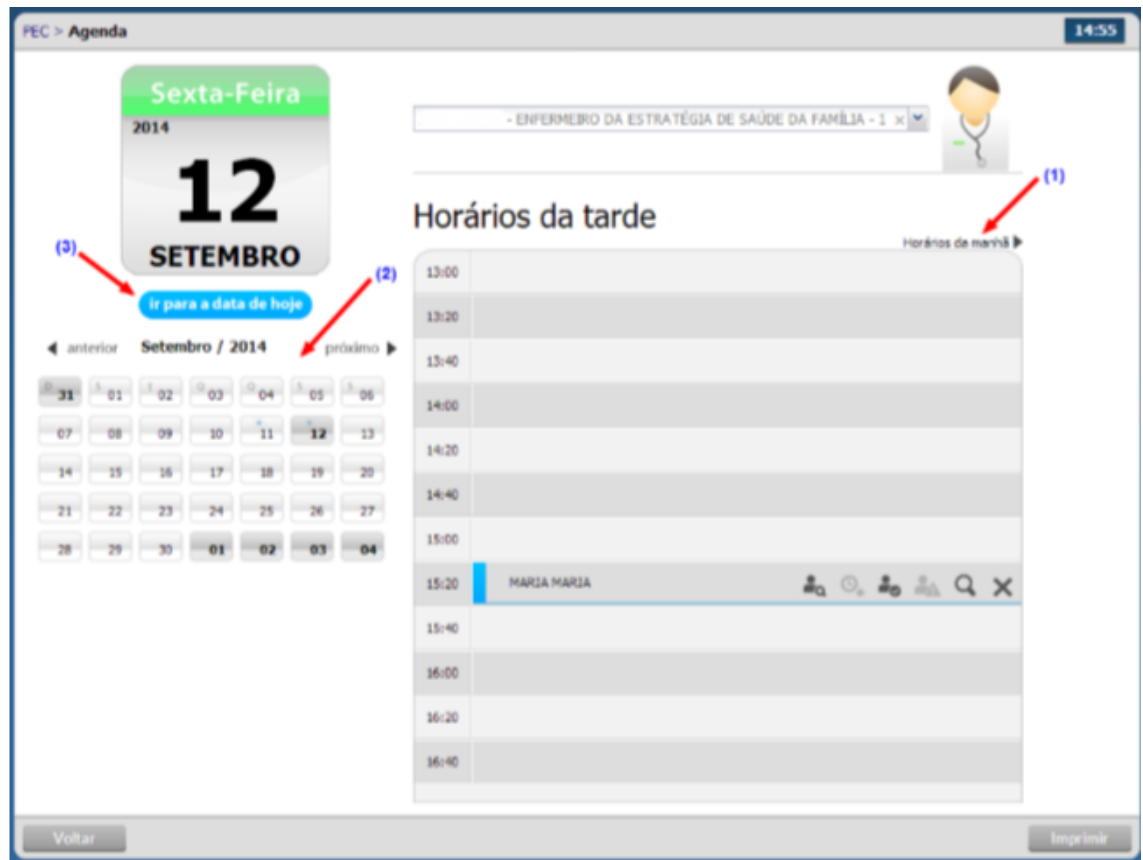 PEC > Agenda
14:55
Sexta-Feira
2014
12
SETEMBRO
(3)
ir para a data de hoje
(2)
anterior Setembro / 2014 próximo
D 31 S 01 T 02 Q 03 Q 04 S 05 S 06
07 08 09 10 11 12 13
14 15 16 17 18 19 20
21 22 23 24 25 26 27
28 29 30 01 02 03 04
- ENFERMEIRO DA ESTRATÉGIA DE SAÚDE DA FAMÍLIA - 1 ×
(1)
Horários da tarde
Horários da manhã
13:00
13:20
13:40
14:00
14:20
14:40
15:00
15:20 MARIA MARIA
15:40
16:00
16:20
16:40
Voltar
Imprimir